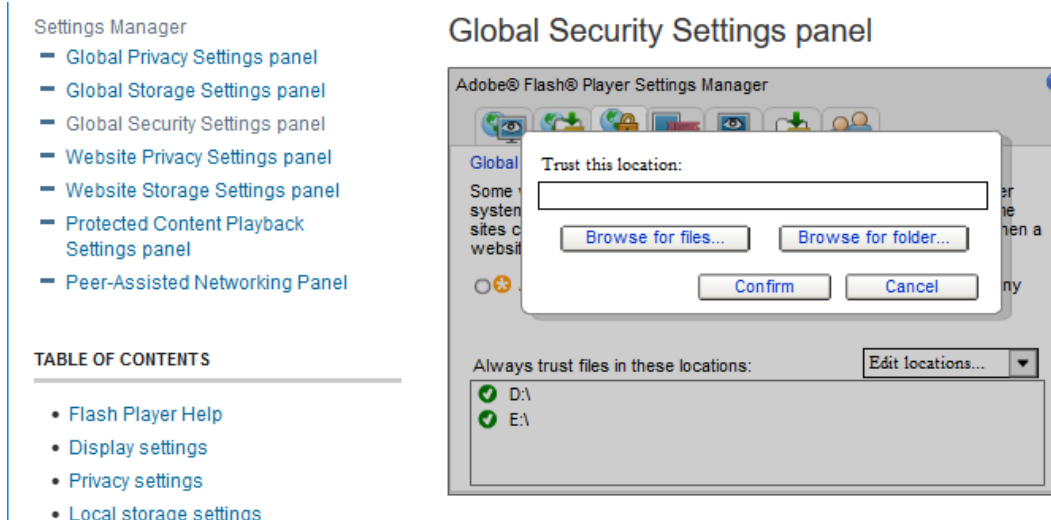 Settings Manager
Global Privacy Settings panel
Global Storage Settings panel
Global Security Settings panel
Website Privacy Settings panel
Website Storage Settings panel
Protected Content Playback
Settings panel
Peer-Assisted Networking Panel
TABLE OF CONTENTS
Flash Player Help
Display settings
Privacy settings
Local storage settings
Global Security Settings panel
Adobe® Flash® Player Settings Manager
Global
Some
sites
Trust this location:
Browse for files... Browse for folder...
Confirm Cancel
Always trust files in these locations: Edit locations...
D:\
E:\